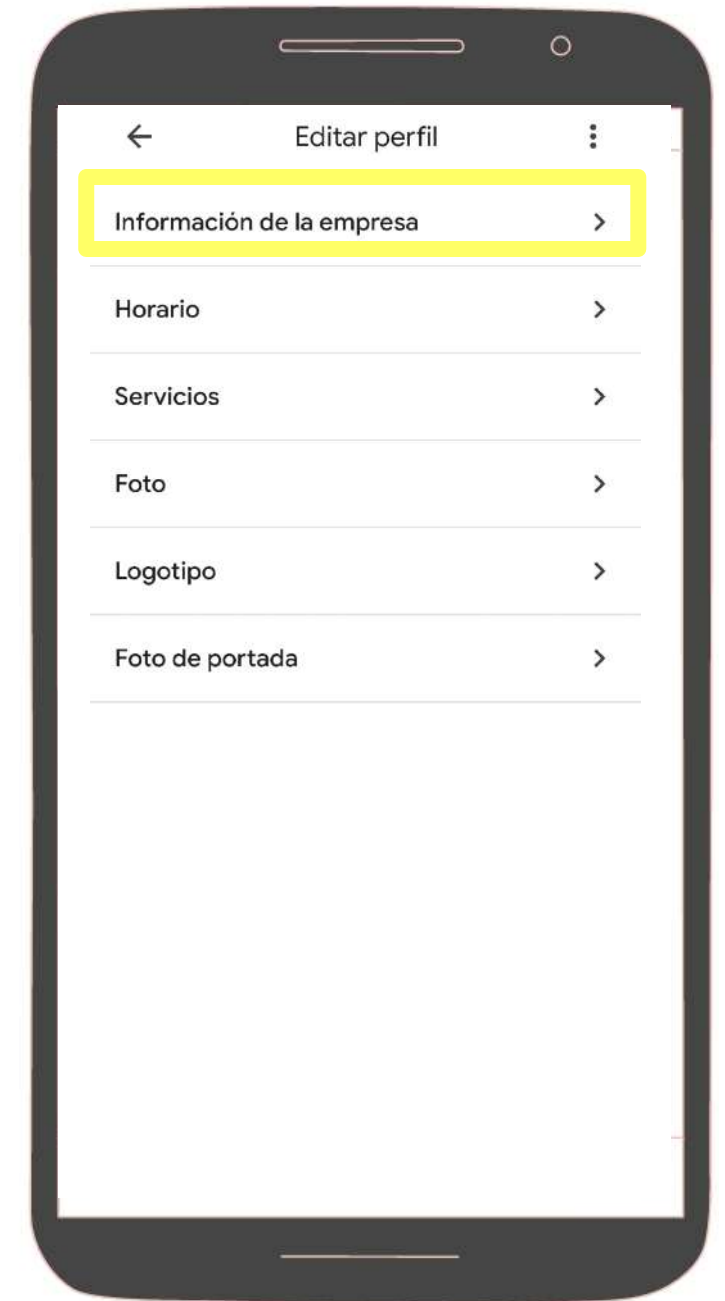 Editar perfil
Información de la empresa
Horario
Servicios
Foto
Logotipo
Foto de portada